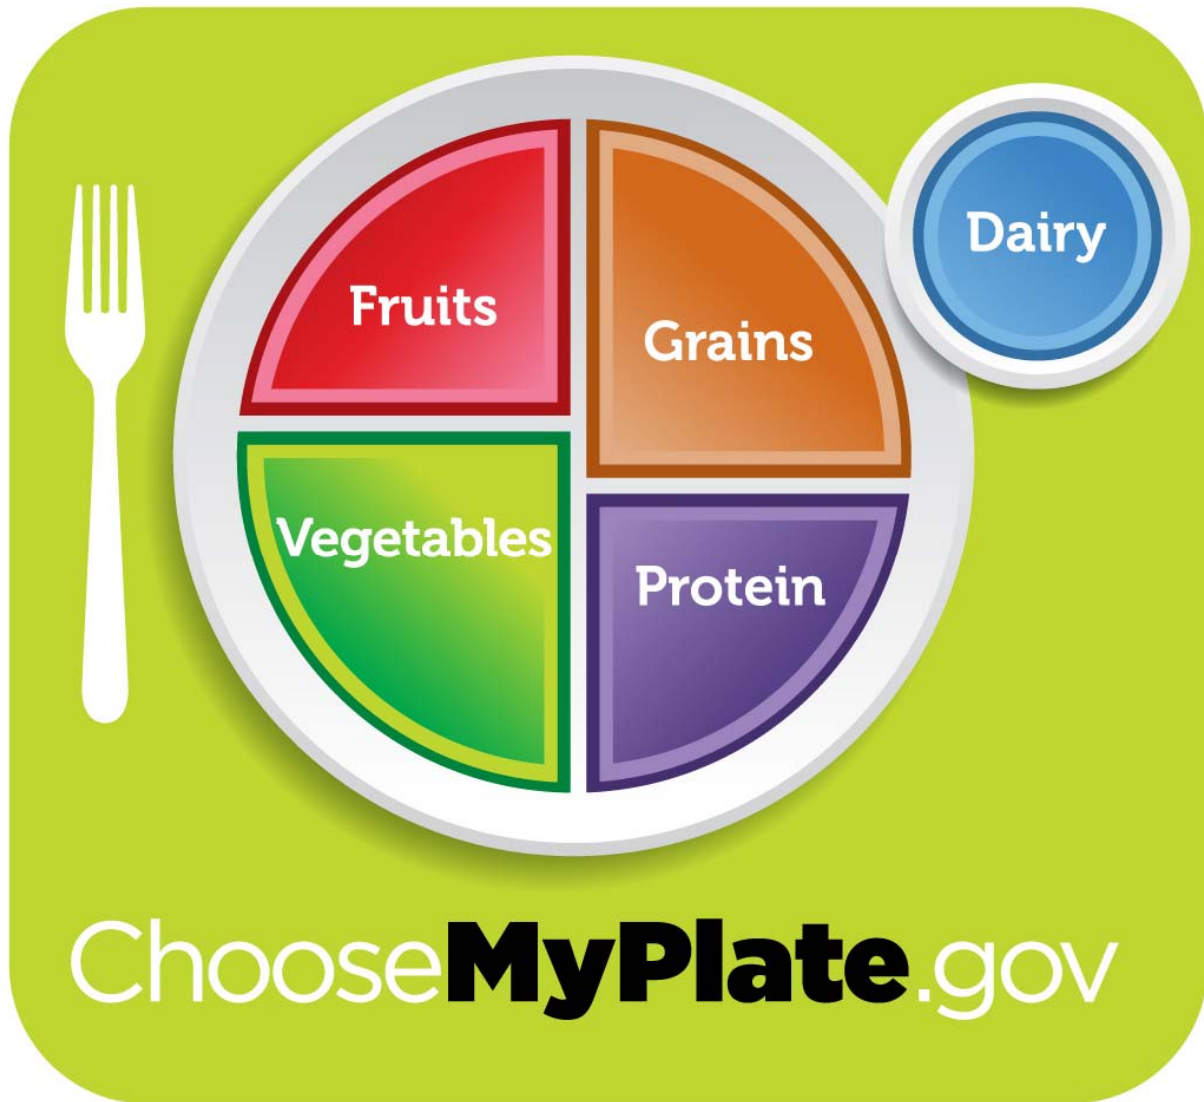 Fruits
Grains
Dairy
Vegetables
Protein
ChooseMyPlate.gov